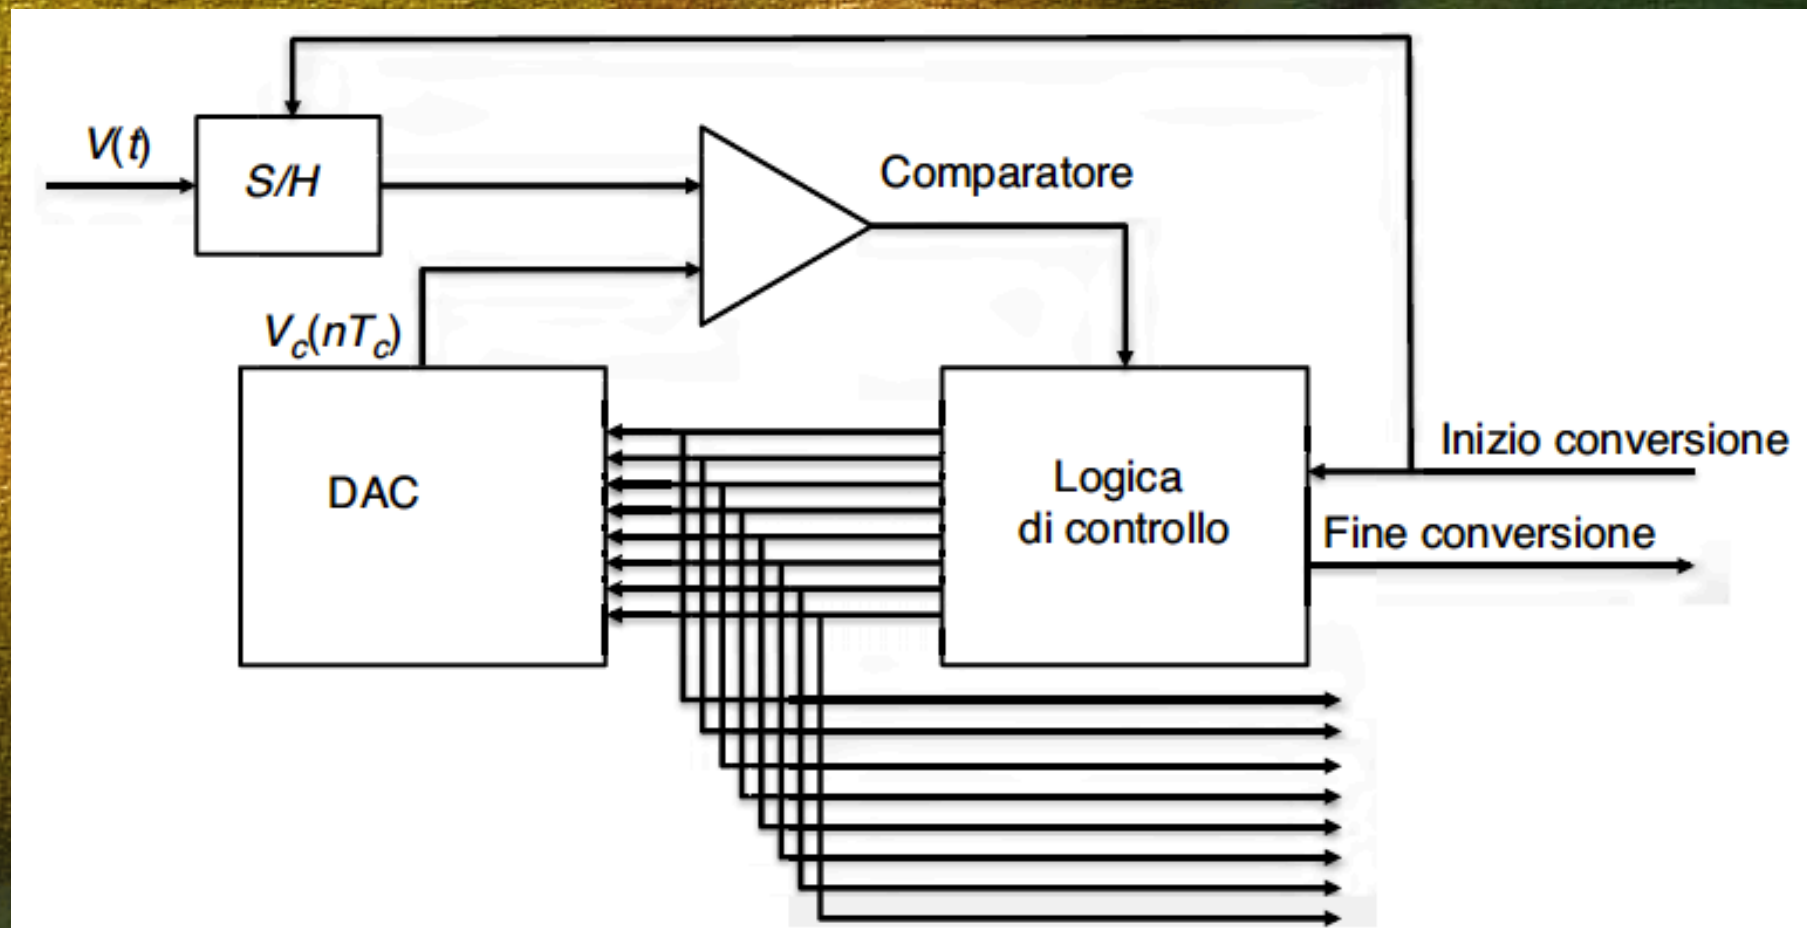 V(t)
S/H
Comparatore
Vc(nTc)
DAC
Logica
di controllo
Inizio conversione
Fine conversione